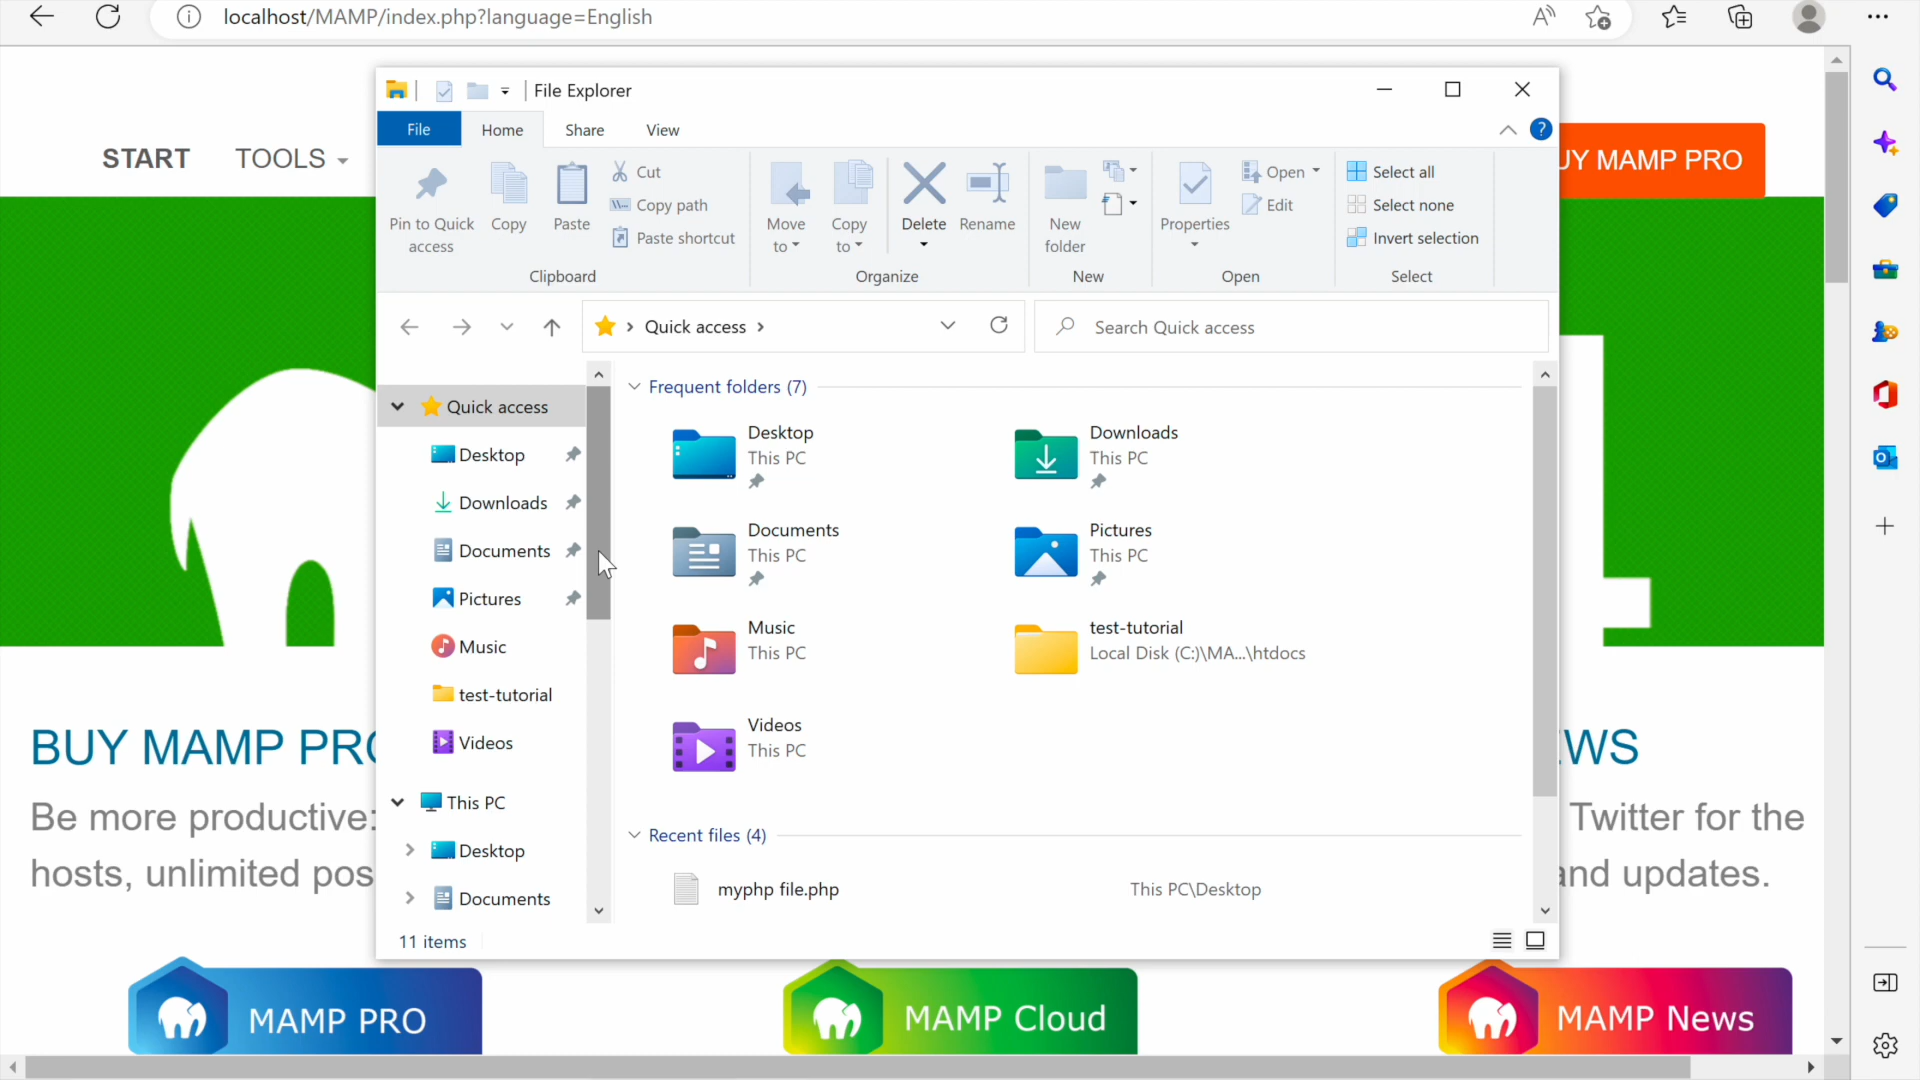 localhost/MAMP/index.php?language=English
File Explorer
START TOOLS
File Home Share View
UY MAMP PRO
Pin to Quick access
Copy
Paste
Cut
Copy path
Paste shortcut
Clipboard
Move to
Copy to
Delete
Rename
Organize
New folder
New
Properties
Open
Edit
Open
Select all
Select none
Invert selection
Select
Quick access
Search Quick access
Quick access
Desktop
Downloads
Documents
Pictures
Music
test-tutorial
Videos
This PC
Desktop
Documents
Frequent folders (7)
Desktop
This PC
Downloads
This PC
Documents
This PC
Pictures
This PC
Music
This PC
test-tutorial
Local Disk (C:)\MA...\htdocs
Videos
This PC
Recent files (4)
myphp file.php This PC\Desktop
11 items
BUY MAMP PRO
Be more productive:
hosts, unlimited pos
WS
Twitter for the
and updates.
MAMP PRO
MAMP Cloud
MAMP News